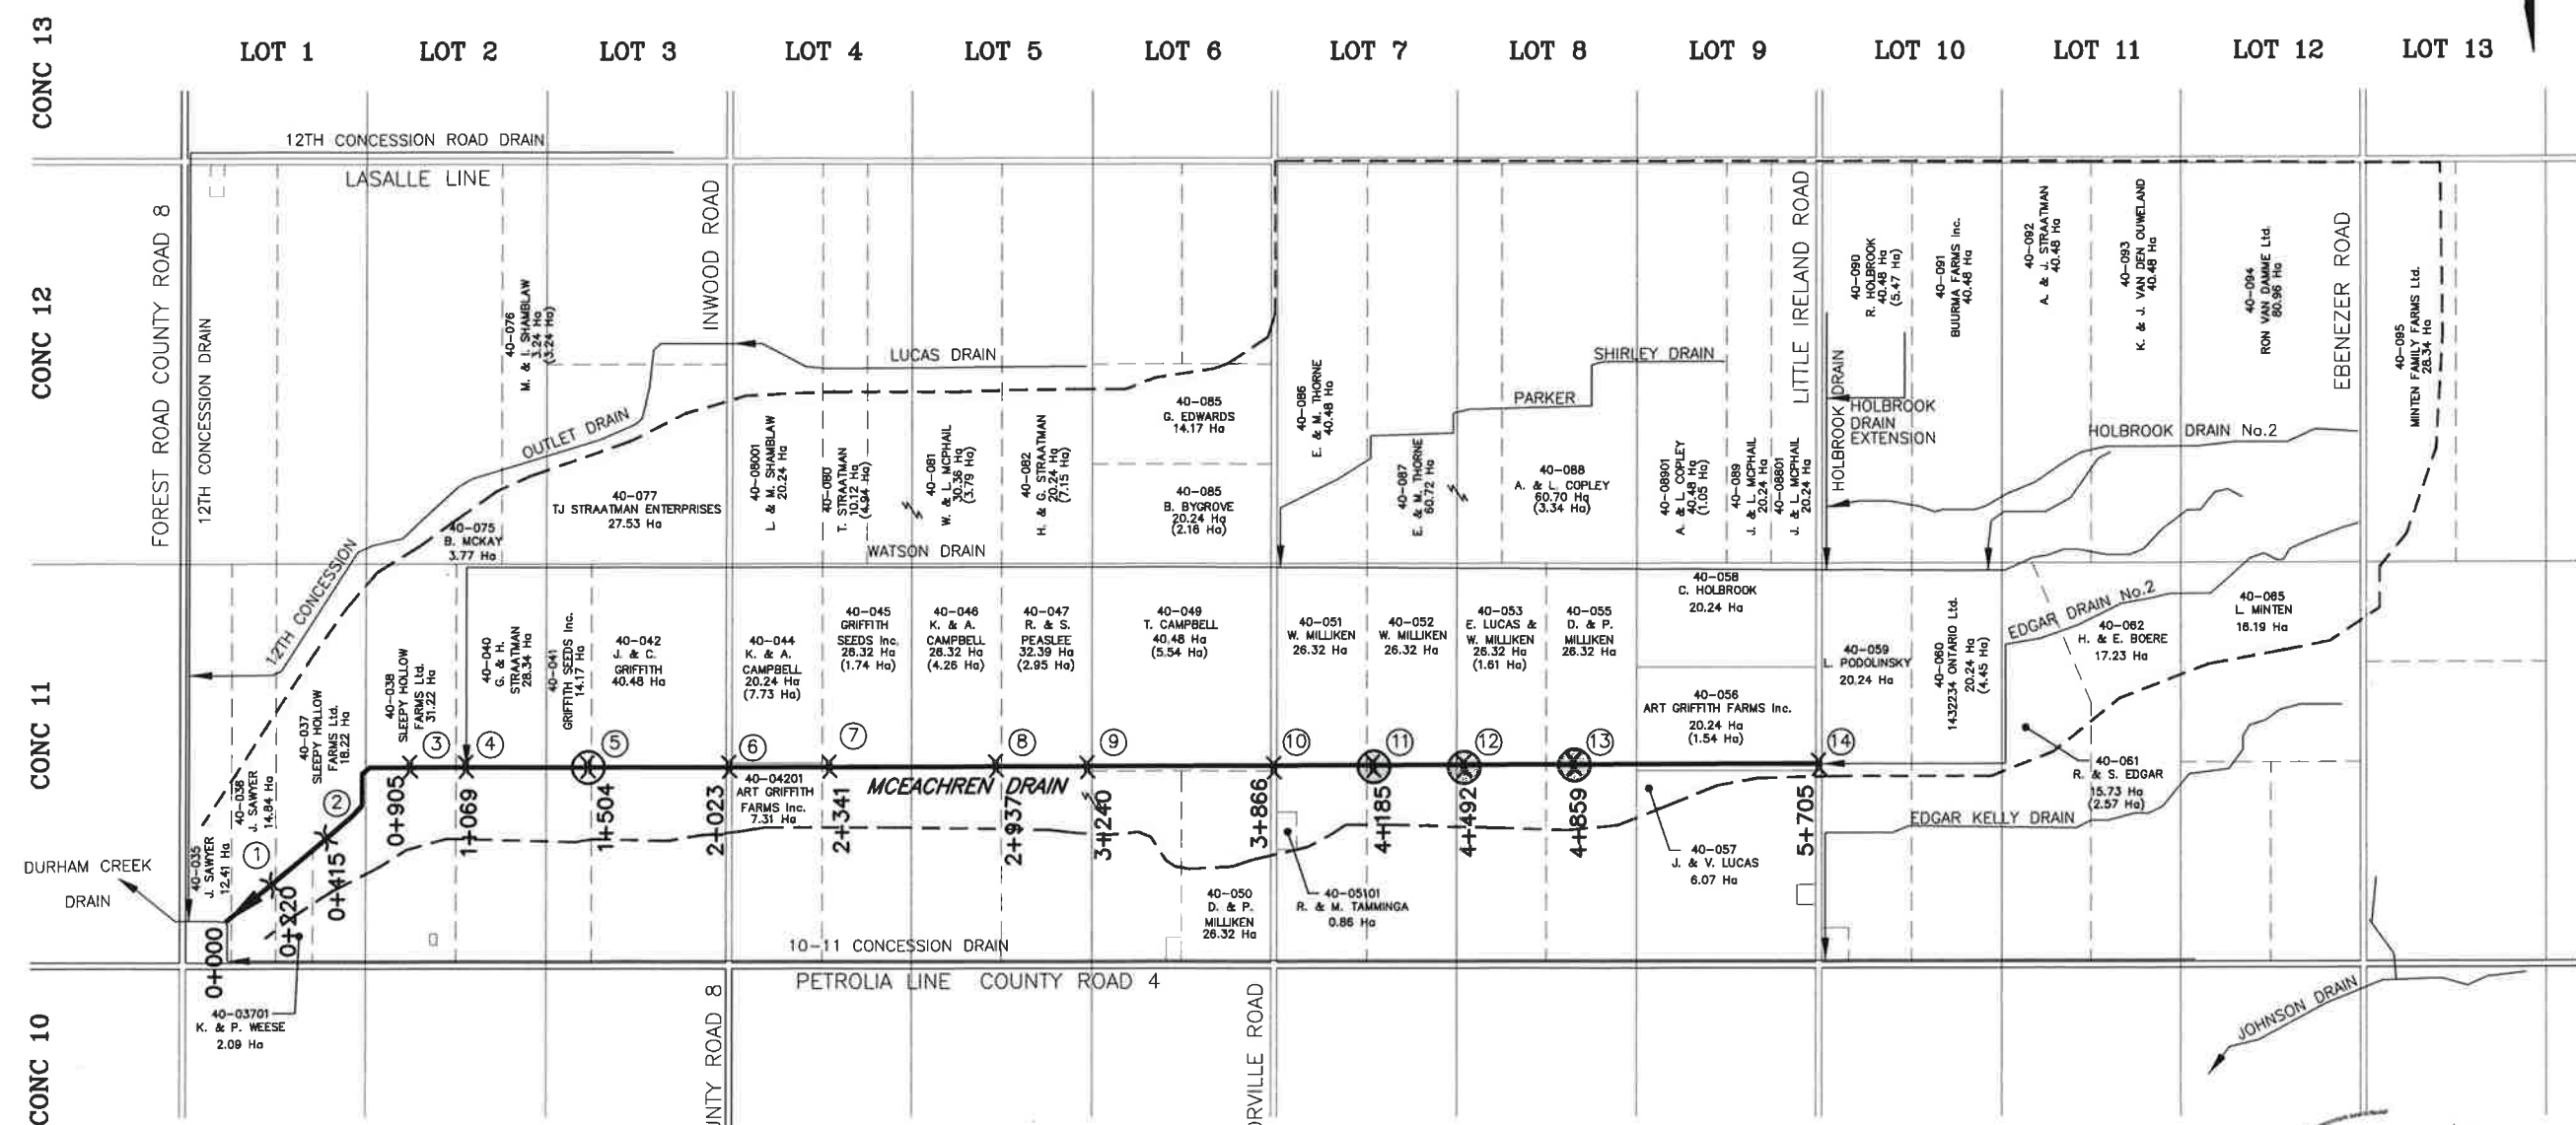 CONC 13
LOT 1
LOT 2
LOT 3
LOT 4
LOT 5
LOT 6
LOT 7
LOT 8
LOT 9
LOT 10
LOT 11
LOT 12
LOT 13
12TH CONCESSION ROAD DRAIN
LASALLE LINE
FOREST ROAD COUNTY ROAD 8
12TH CONCESSION DRAIN
INWOOD ROAD
LITTLE IRELAND ROAD
EBENEZER ROAD
CONC 12
40-076
M. & I. SHAMBLAW
3.24 Ha
(3.24 Ha)
LUCAS DRAIN
OUTLET DRAIN
12TH CONCESSION
40-075
B. MCKAY
3.77 Ha
40-077
TJ STRAATMAN ENTERPRISES
27.53 Ha
40-08001
L. & M. SHAMBLAW
20.24 Ha
40-080
T. STRAATMAN
10.12 Ha
(4.94 Ha)
40-081
W. & L. MCPHAIL
30.36 Ha
(3.79 Ha)
40-082
H. & G. STRAATMAN
20.24 Ha
(7.15 Ha)
40-085
G. EDWARDS
14.17 Ha
40-085
B. BYGROVE
20.24 Ha
(2.16 Ha)
WATSON DRAIN
40-086
E. & M. THORNE
40.48 Ha
40-087
E. & M. THORNE
60.72 Ha
PARKER
SHIRLEY DRAIN
40-088
A. & L. COPLEY
60.70 Ha
(3.34 Ha)
40-08901
A. & L. COPLEY
40.48 Ha
(1.05 Ha)
40-089
J. & L. MCPHAIL
20.24 Ha
40-08801
J. & L. MCPHAIL
20.24 Ha
HOLBROOK DRAIN
HOLBROOK
DRAIN
EXTENSION
40-090
R. HOLBROOK
40.48 Ha
(5.47 Ha)
40-091
BUURMA FARMS Inc.
40.48 Ha
40-092
A. & J. STRAATMAN
40.48 Ha
40-093
K. & J. VAN DEN OUWELAND
40.48 Ha
40-094
RON VAN DAMME Ltd.
80.96 Ha
40-095
MINTEN FAMILY FARMS Ltd.
28.34 Ha
HOLBROOK DRAIN No.2
CONC 11
40-035
J. SAWYER
12.41 Ha
40-036
J. SAWYER
14.84 Ha
40-037
SLEEPY HOLLOW
FARMS Ltd.
18.22 Ha
40-038
SLEEPY HOLLOW
FARMS Ltd.
31.22 Ha
40-040
G. & H.
STRAATMAN
28.34 Ha
40-041
GRIFFITH SEEDS Inc.
14.17 Ha
40-042
J. & C.
GRIFFITH
40.48 Ha
40-044
K. & A.
CAMPBELL
20.24 Ha
(7.73 Ha)
40-045
GRIFFITH
SEEDS Inc.
26.32 Ha
(1.74 Ha)
40-046
K. & A.
CAMPBELL
26.32 Ha
(4.26 Ha)
40-047
R. & S.
PEASLEE
32.39 Ha
(2.95 Ha)
40-049
T. CAMPBELL
40.48 Ha
(5.54 Ha)
40-051
W. MILLIKEN
26.32 Ha
40-052
W. MILLIKEN
26.32 Ha
40-053
E. LUCAS &
W. MILLIKEN
26.32 Ha
(1.61 Ha)
40-055
D. & P.
MILLIKEN
26.32 Ha
40-058
C. HOLBROOK
20.24 Ha
40-056
ART GRIFFITH FARMS Inc.
20.24 Ha
(1.54 Ha)
40-059
L. PODOLINSKY
20.24 Ha
40-060
1432234 ONTARIO Ltd.
20.24 Ha
(4.45 Ha)
EDGAR DRAIN No.2
40-062
H. & E. BOERE
17.23 Ha
40-065
L. MINTEN
16.19 Ha
40-061
R. & S. EDGAR
15.73 Ha
(2.57 Ha)
1
2
3
4
5
6
7
8
9
10
11
12
13
14
40-04201
ART GRIFFITH
FARMS Inc.
7.31 Ha
MCEACHREN DRAIN
0+000
0+220
0+415
0+905
1+069
1+504
2+023
2+341
2+937
3+240
3+866
4+185
4+492
4+859
5+705
EDGAR KELLY DRAIN
40-057
J. & V. LUCAS
6.07 Ha
40-050
D. & P.
MILLIKEN
26.32 Ha
40-05101
R. & M. TAMMINGA
0.86 Ha
DURHAM CREEK
DRAIN
10-11 CONCESSION DRAIN
PETROLIA LINE COUNTY ROAD 4
40-03701
K. & P. WEESE
2.09 Ha
CONC 10
UNTY ROAD 8
ORVILLE ROAD
JOHNSON DRAIN